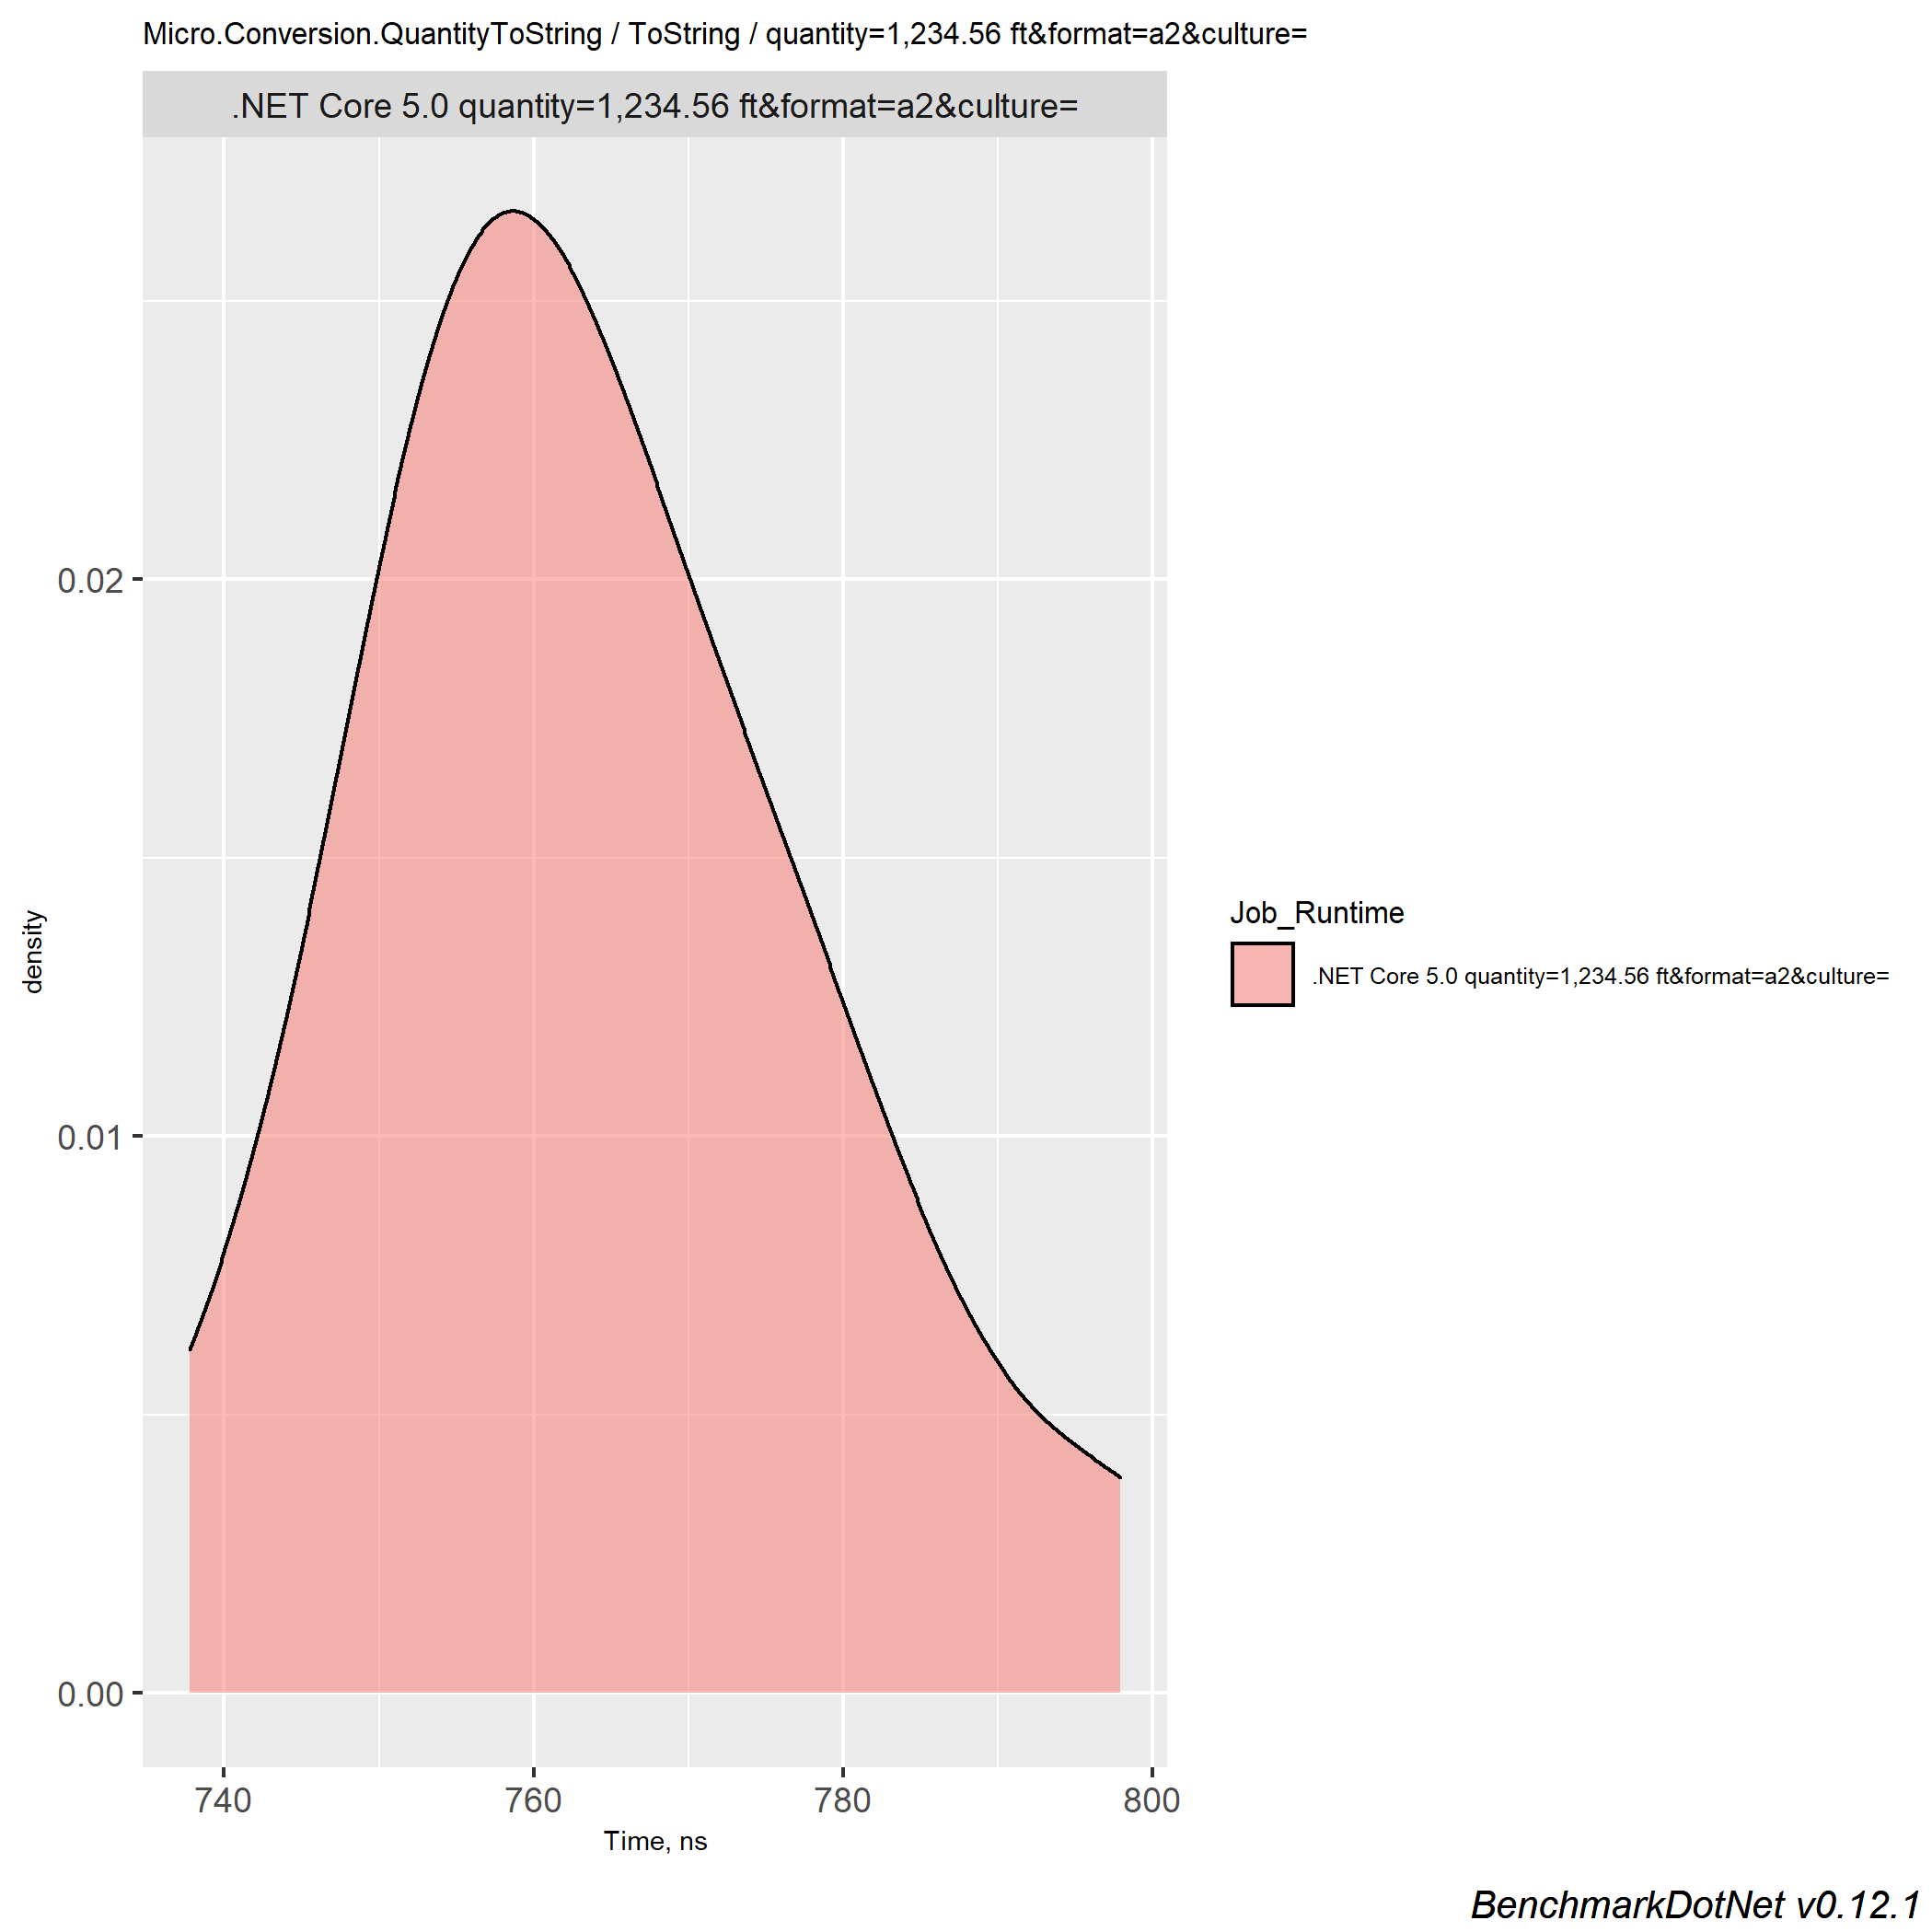 Micro.Conversion.QuantityToString / ToString / quantity=1,234.56 ft&format=a2&culture=
.NET Core 5.0 quantity=1,234.56 ft&format=a2&culture=
density
0.02
0.01
0.00
740 760 780 800
Time, ns
Job_Runtime
.NET Core 5.0 quantity=1,234.56 ft&format=a2&culture=
BenchmarkDotNet v0.12.1